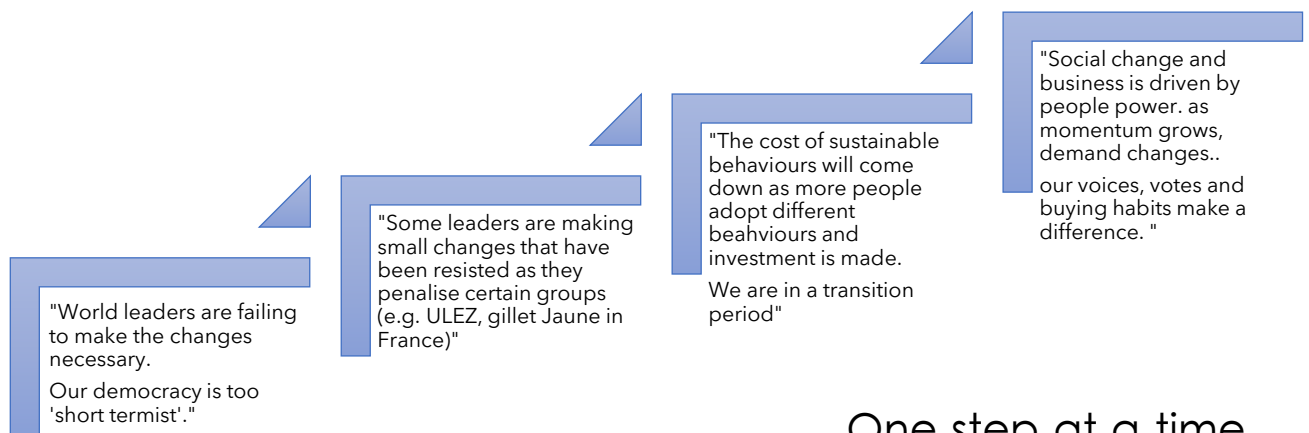 "World leaders are failing
to make the changes
necessary.
Our democracy is too
'short termist'."
"Some leaders are making
small changes that have
been resisted as they
penalise certain groups
(e.g. ULEZ, gillet Jaune in
France)"
"The cost of sustainable
behaviours will come
down as more people
adopt different
beahviours and
investment is made.
We are in a transition
period"
"Social change and
business is driven by
people power. as
momentum grows,
demand changes..
our voices, votes and
buying habits make a
difference. "
One step at a time